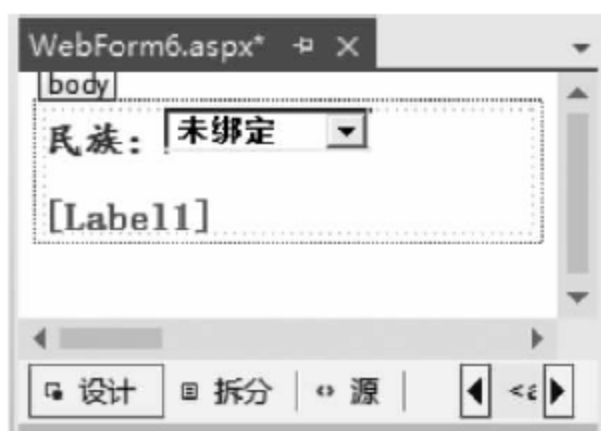 WebForm6.aspx*
body
民族： 未绑定
[Label1]
设计 拆分 源